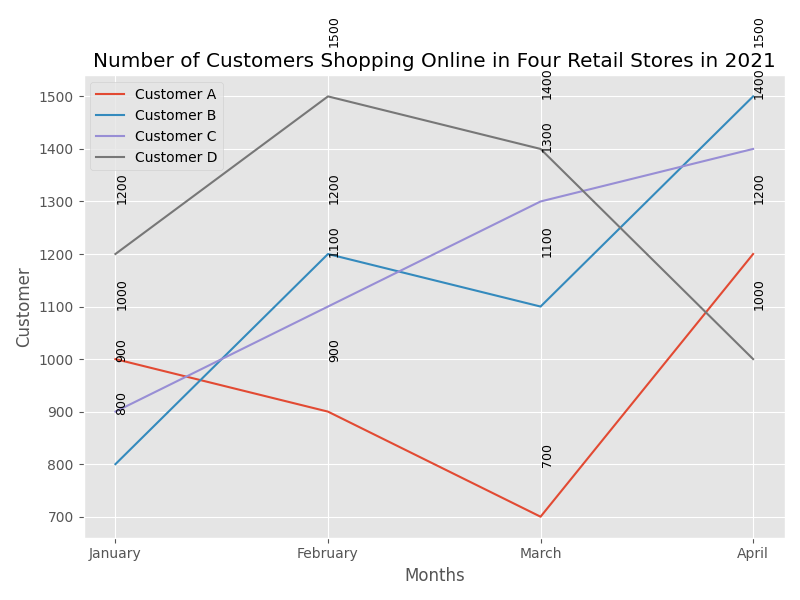 Number of Customers Shopping Online in Four Retail Stores in 2021
Customer A
Customer B
Customer C
Customer D
1500
1400
1300
1200
1100
1000
900
800
700
Customer
1200
1000
900
800
1500
1200
1100
900
1400
1300
1100
700
1500
1400
1200
1000
January
February
March
April
Months